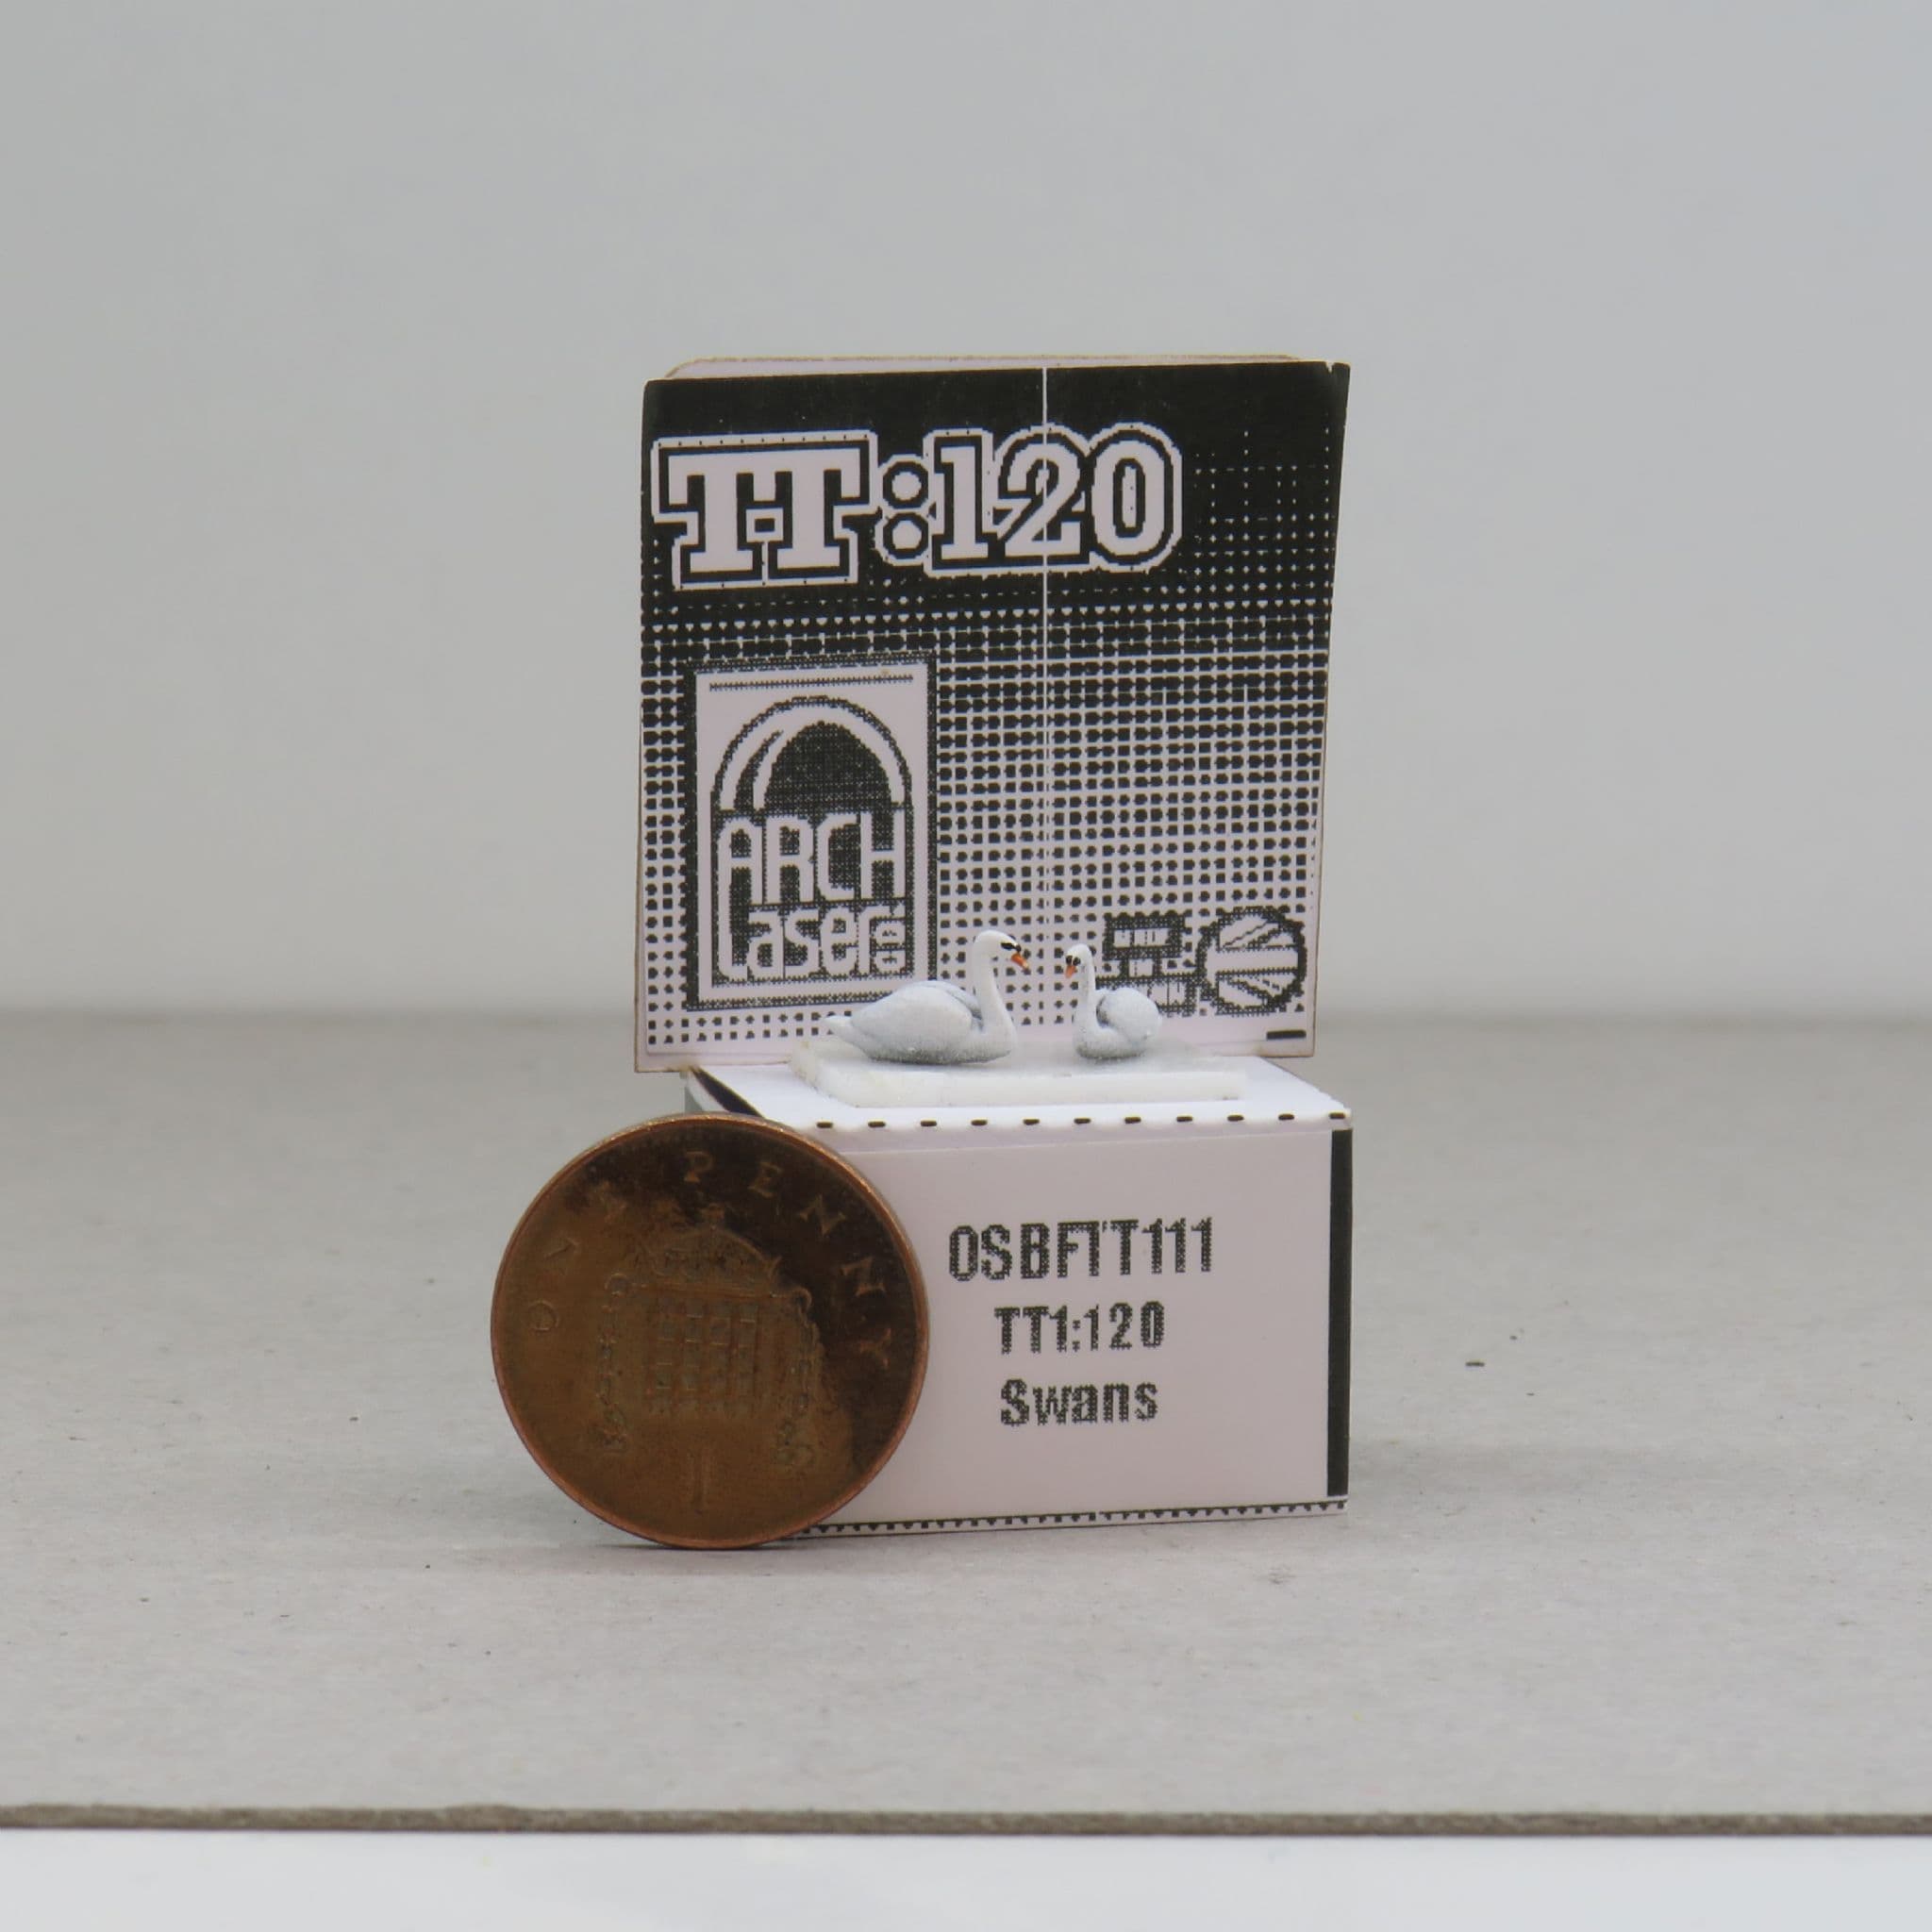 TT:120
ARCH
Laser
ONE PENNY
1
OSBFTT111
TT1:120
Swans